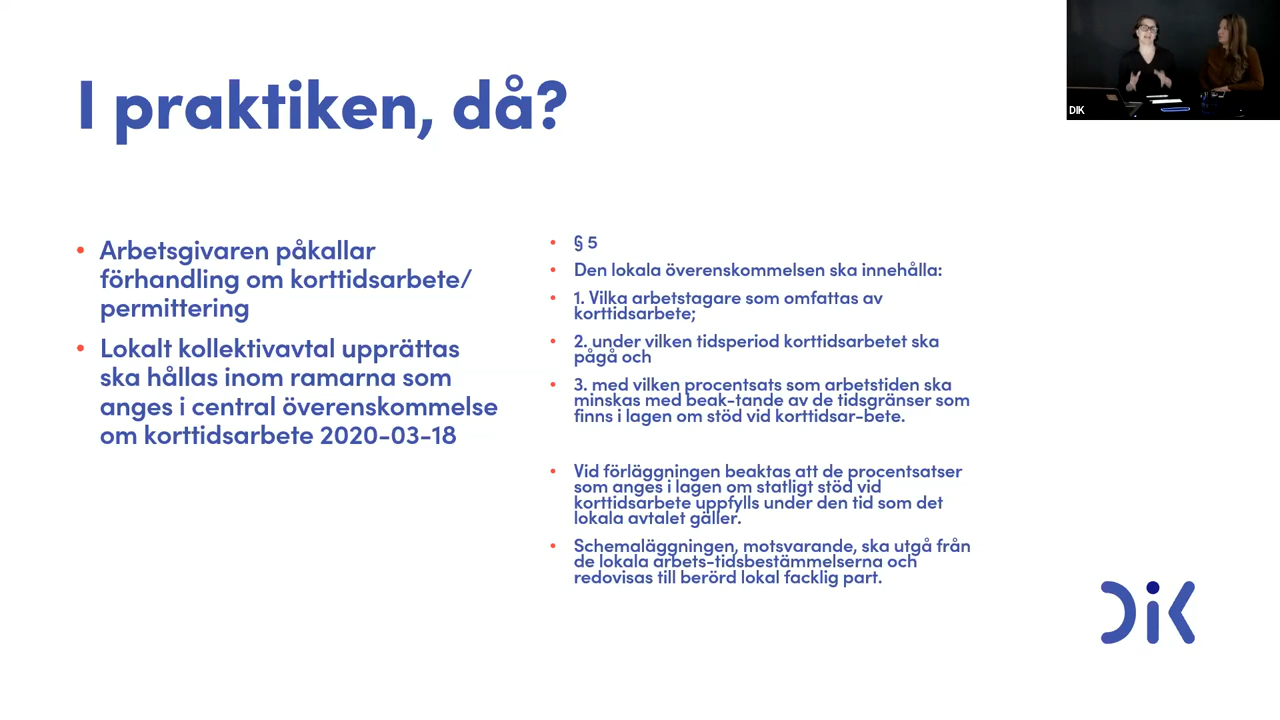 I praktiken, då?
DIK
• Arbetsgivaren påkallar
förhandling om korttidsarbete/
permittering
• Lokalt kollektivavtal upprättas
ska hållas inom ramarna som
anges i central överenskommelse
om korttidsarbete 2020-03-18
• § 5
• Den lokala överenskommelsen ska innehålla:
• 1. Vilka arbetstagare som omfattas av
korttidsarbete;
• 2. under vilken tidsperiod korttidsarbetet ska
pågå och
• 3. med vilken procentsats som arbetstiden ska
minskas med beak-tande av de tidsgränser som
finns i lagen om stöd vid korttidsar-bete.
• Vid förläggningen beaktas att de procentsatser
som anges i lagen om statligt stöd vid
korttidsarbete uppfylls under den tid som det
lokala avtalet gäller.
• Schemaläggningen, motsvarande, ska utgå från
de lokala arbets-tidsbestämmelserna och
redovisas till berörd lokal facklig part.
DiK